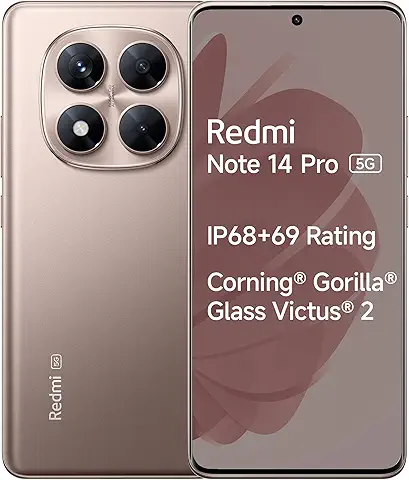 Redmi
Note 14 Pro 5G
IP68+69 Rating
Corning® Gorilla®
Glass Victus® 2
Redmi 5G